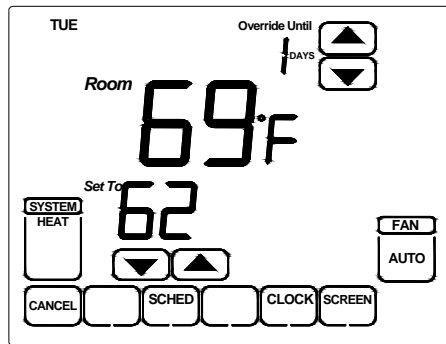 TUE
Override Until
1 DAYS
Room
69°F
Set To
62
SYSTEM
HEAT
FAN
AUTO
CANCEL SCHED CLOCK SCREEN